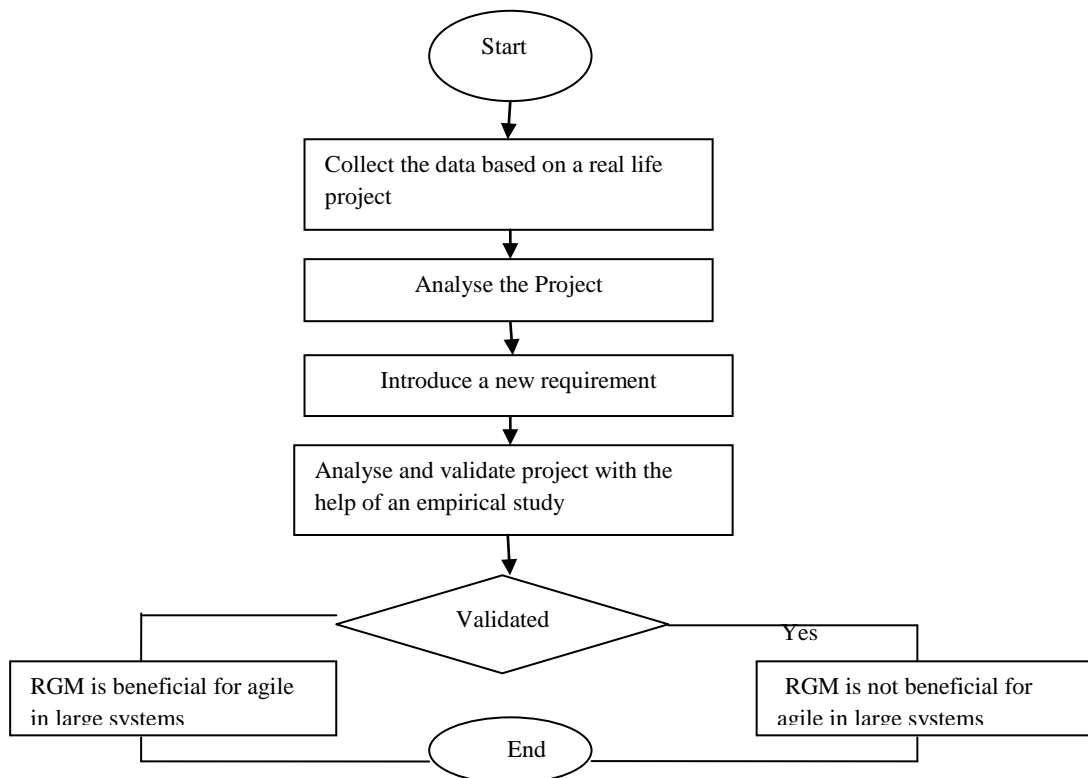 Start
Collect the data based on a real life
project
Analyse the Project
Introduce a new requirement
Analyse and validate project with the
help of an empirical study
Validated
Yes
RGM is beneficial for agile
in large systems
RGM is not beneficial for
agile in large systems
End